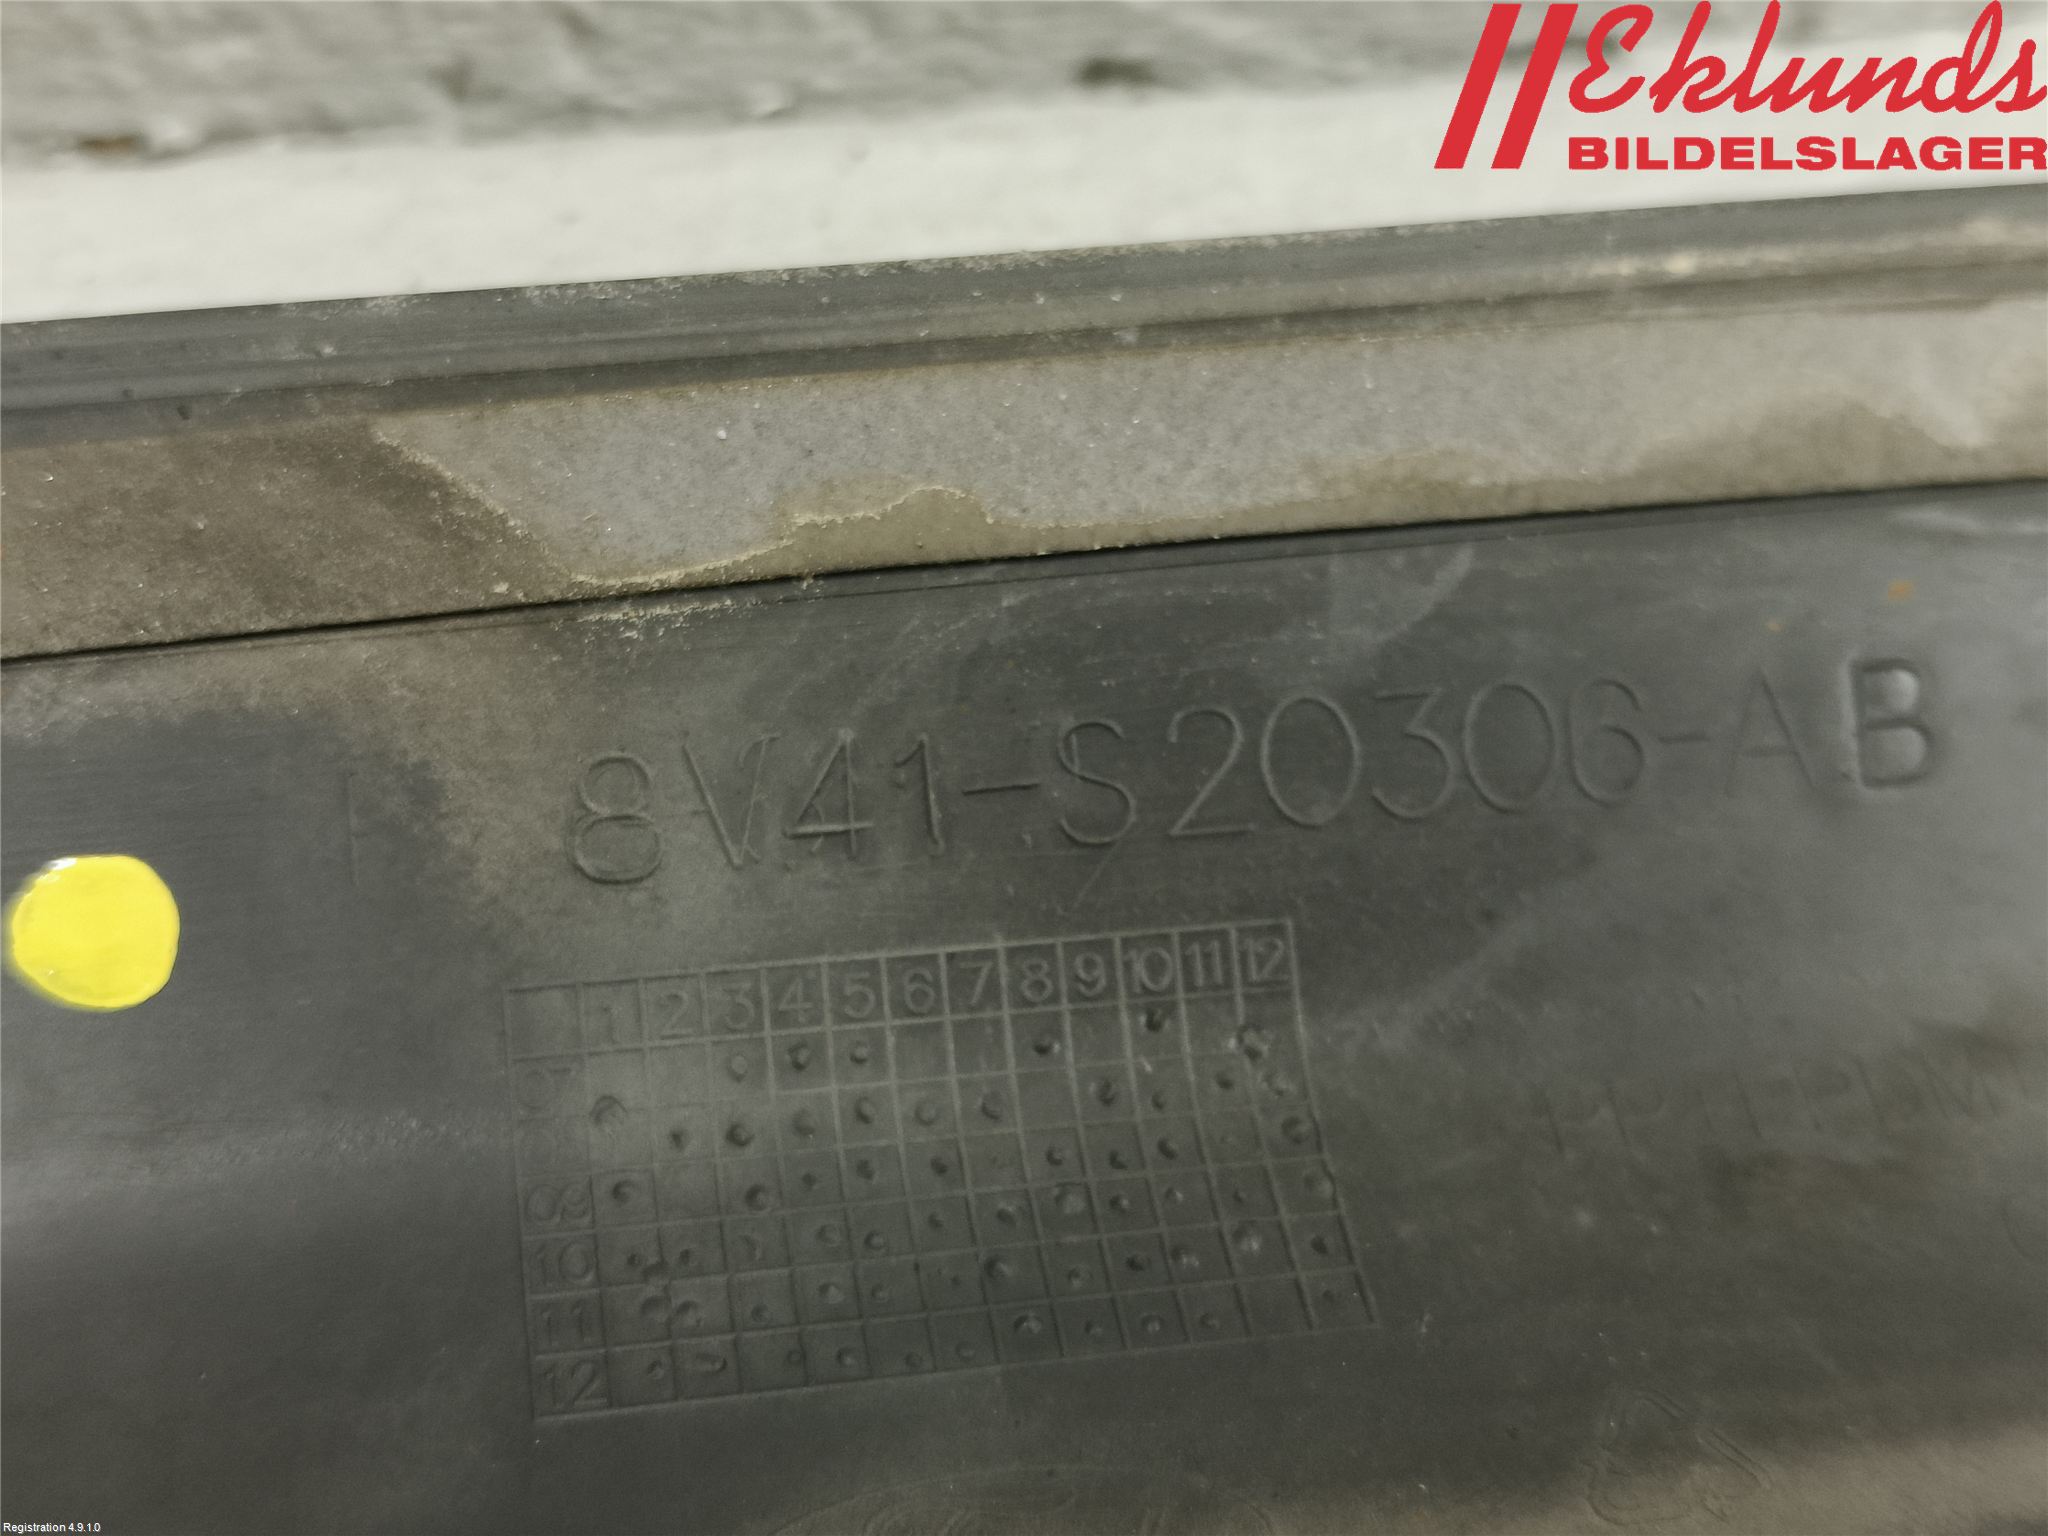 Eklunds
BILDELSLAGER
8V41-S20306-AB
1 2 3 4 5 6 7 8 9 10 11 12
07
08
09
10
11
12
Registration 4.9.1.0